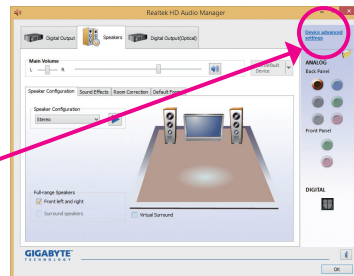 Realtek HD Audio Manager
Digital Output
Speakers
Digital Output(Optical)
Device advanced
settings
Main Volume
L
R
Default
Device
ANALOG
Back Panel
Speaker Configuration
Sound Effects
Room Correction
Default Format
Speaker Configuration
Stereo
Front Panel
Full-range Speakers
Front left and right
Surround speakers
Virtual Surround
DIGITAL
GIGABYTE
TECHNOLOGY
OK